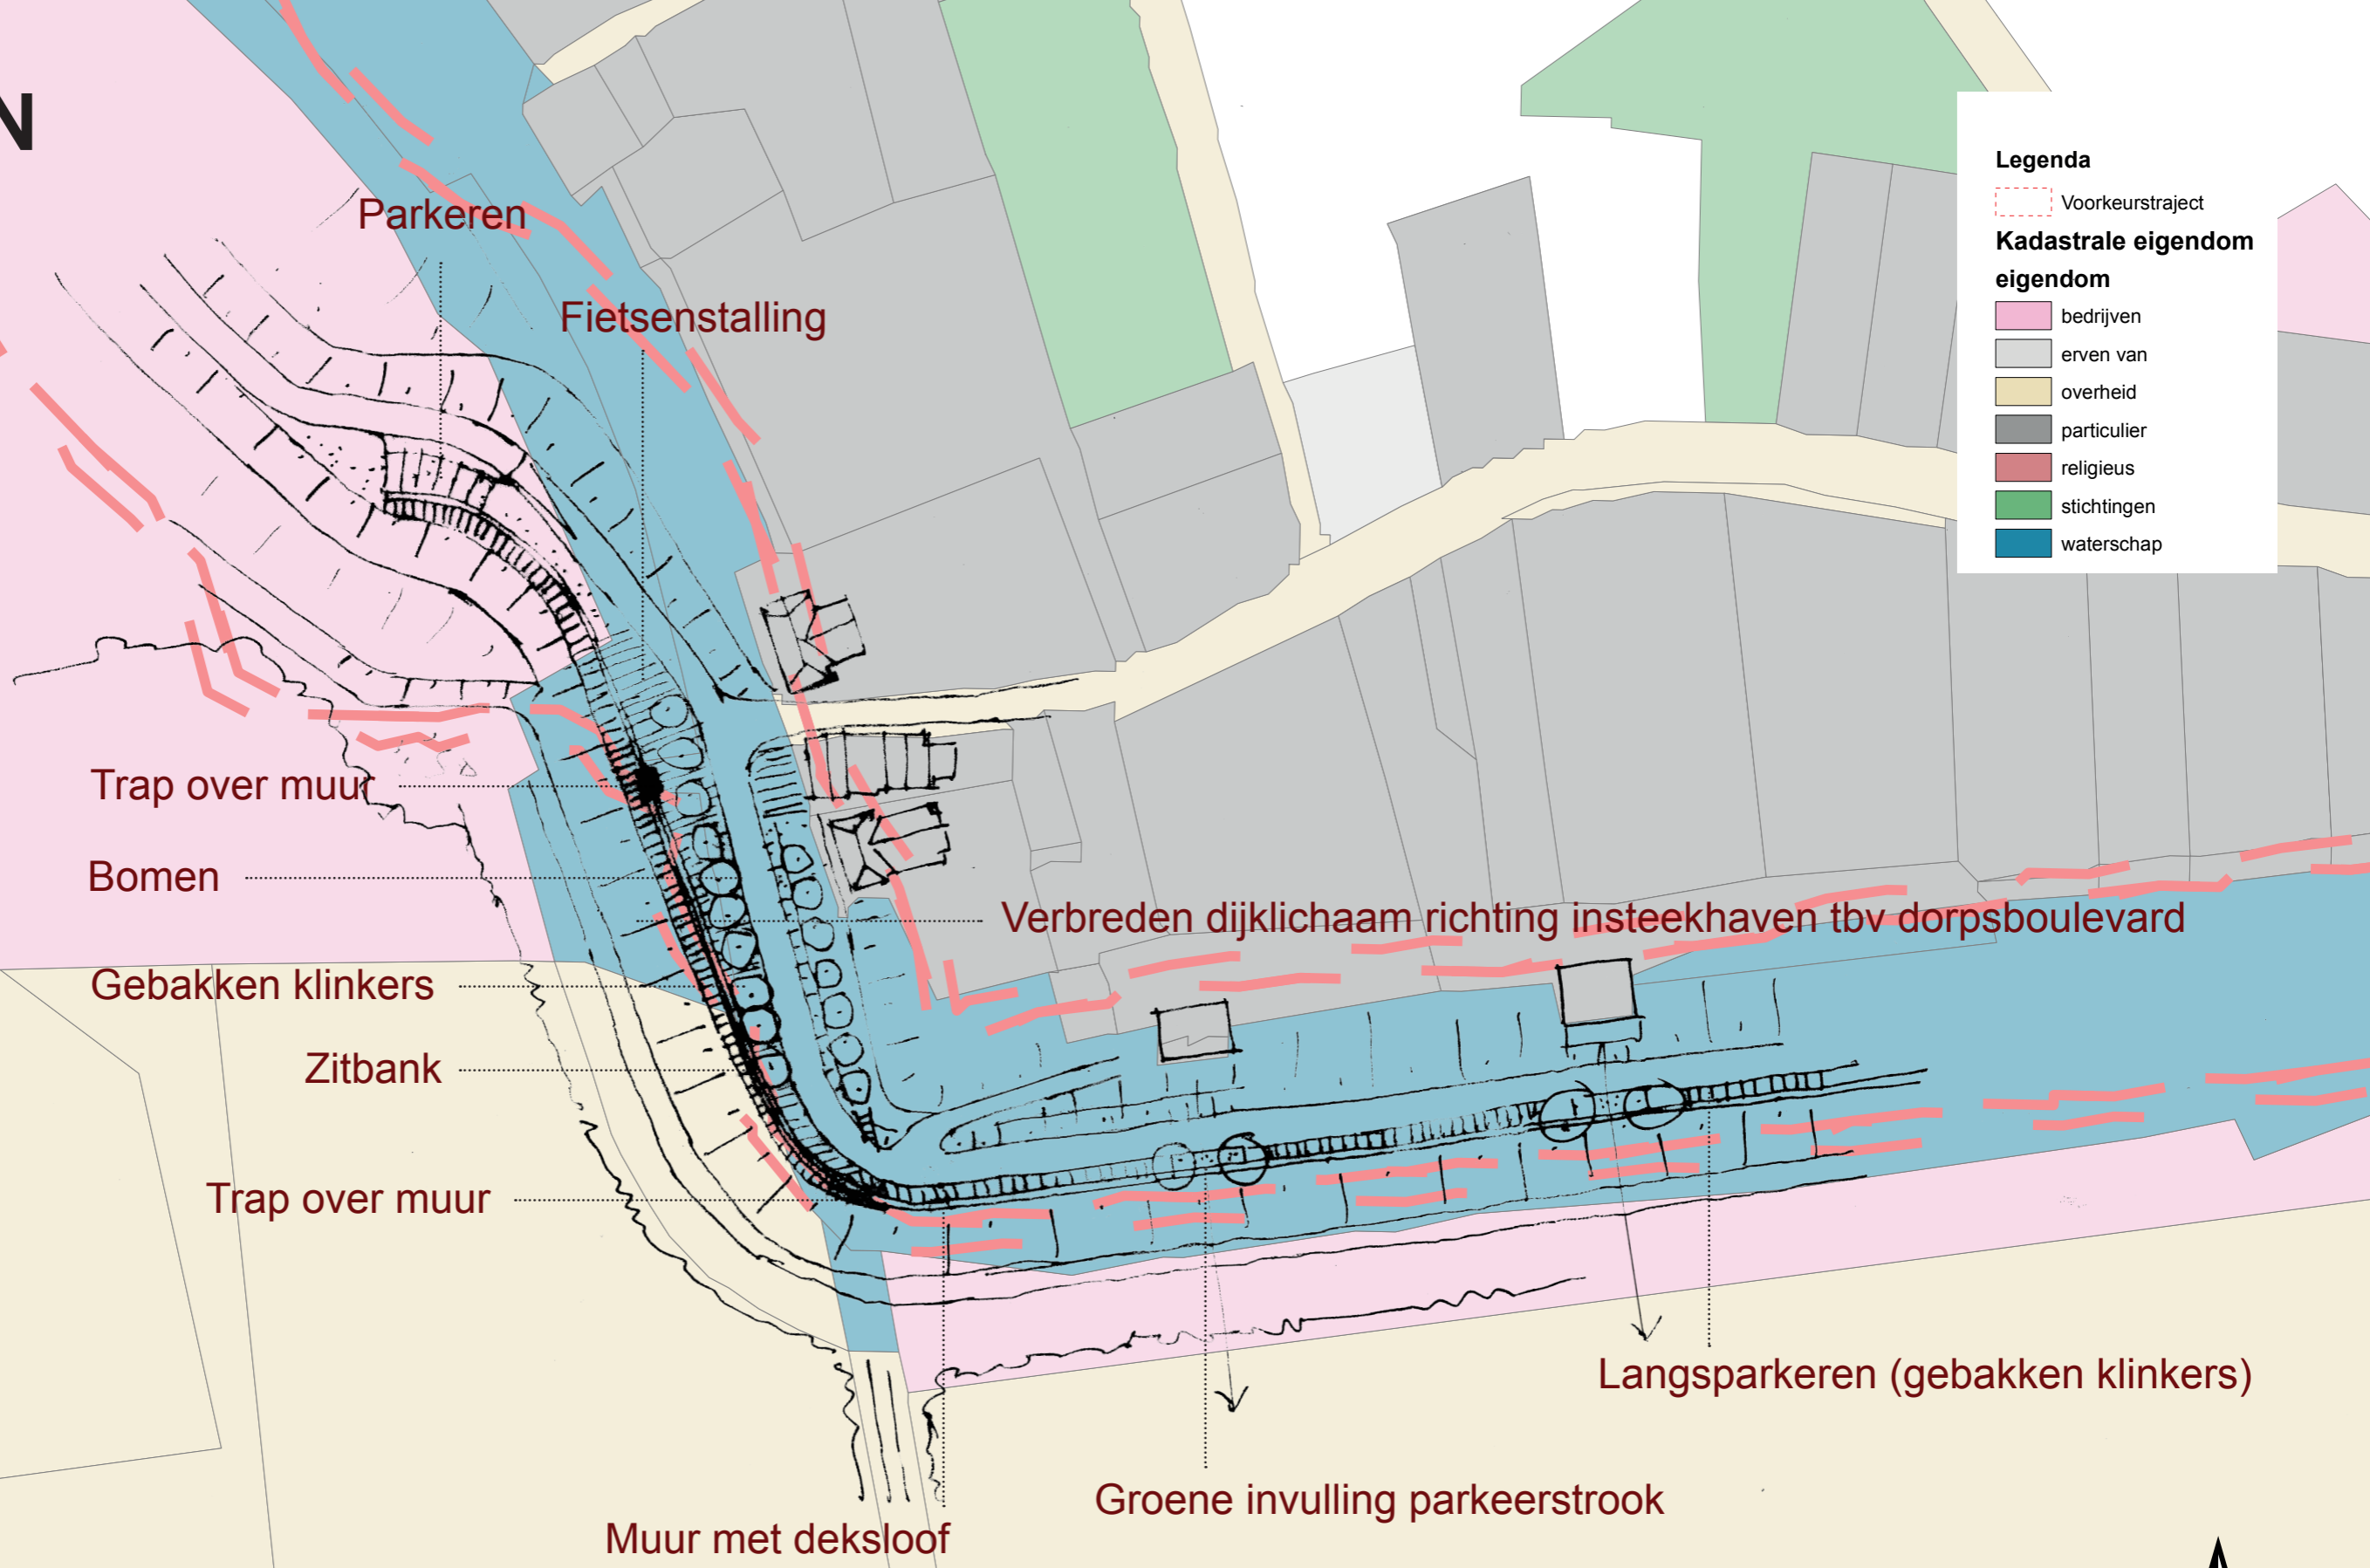 N
Parkeren
Fietsenstalling
Trap over muur
Bomen
Verbreden dijklichaam richting insteekhaven tbv dorpsboulevard
Gebakken klinkers
Zitbank
Trap over muur
Langsparkeren (gebakken klinkers)
Groene invulling parkeerstrook
Muur met deksloof
Legenda
Voorkeurstraject
Kadastrale eigendom
eigendom
bedrijven
erven van
overheid
particulier
religieus
stichtingen
waterschap